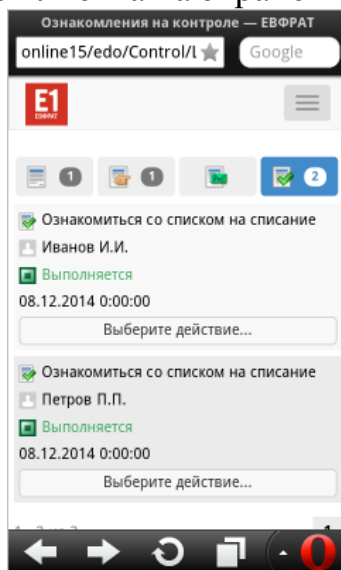 Ознакомления на контроле — ЕВФРАТ
online15/edo/Control/L
Google
E1
ЕВФРАТ
1 1 2
Ознакомиться со списком на списание
Иванов И.И.
Выполняется
08.12.2014 0:00:00
Выберите действие...
Ознакомиться со списком на списание
Петров П.П.
Выполняется
08.12.2014 0:00:00
Выберите действие...